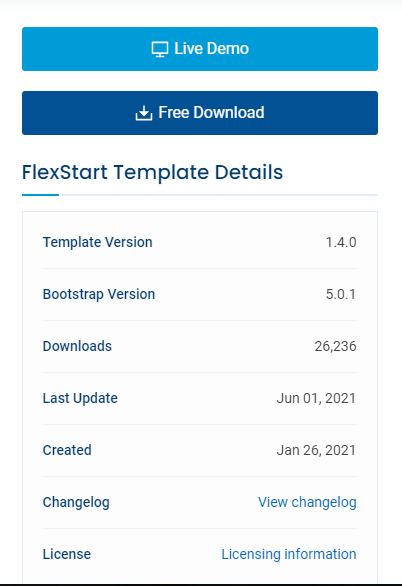 Live Demo
Free Download
FlexStart Template Details
Template Version 1.4.0
Bootstrap Version 5.0.1
Downloads 26,236
Last Update Jun 01, 2021
Created Jan 26, 2021
Changelog View changelog
License Licensing information